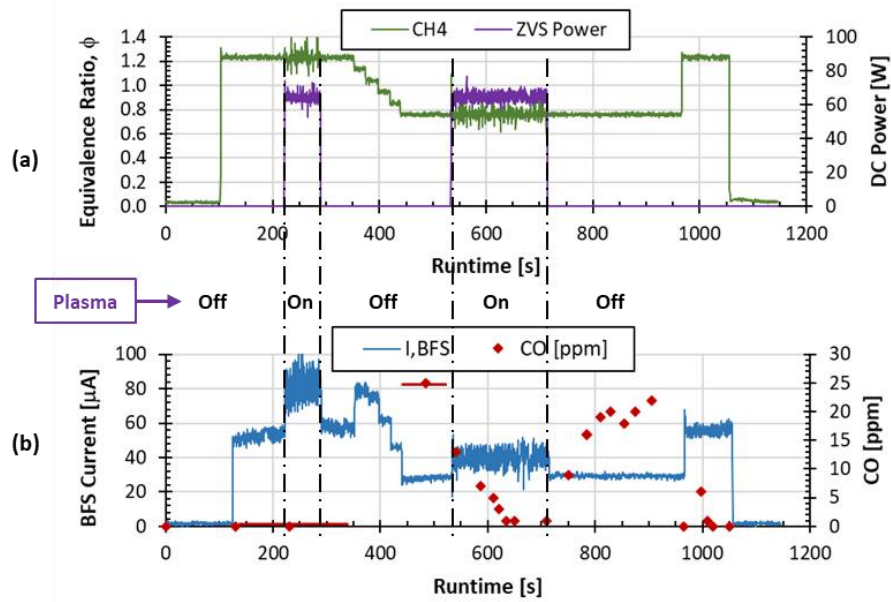 CH4 ZVS Power
(a)
Equivalence Ratio, ϕ
1.4
1.2
1.0
0.8
0.6
0.4
0.2
0.0
100
80
60
40
20
0
DC Power [W]
0 200 400 600 800 1000 1200
Runtime [s]
Plasma Off On Off On Off
I,BFS CO [ppm]
(b)
BFS Current [μA]
100
80
60
40
20
0
30
25
20
15
10
5
0
CO [ppm]
0 200 400 600 800 1000 1200
Runtime [s]